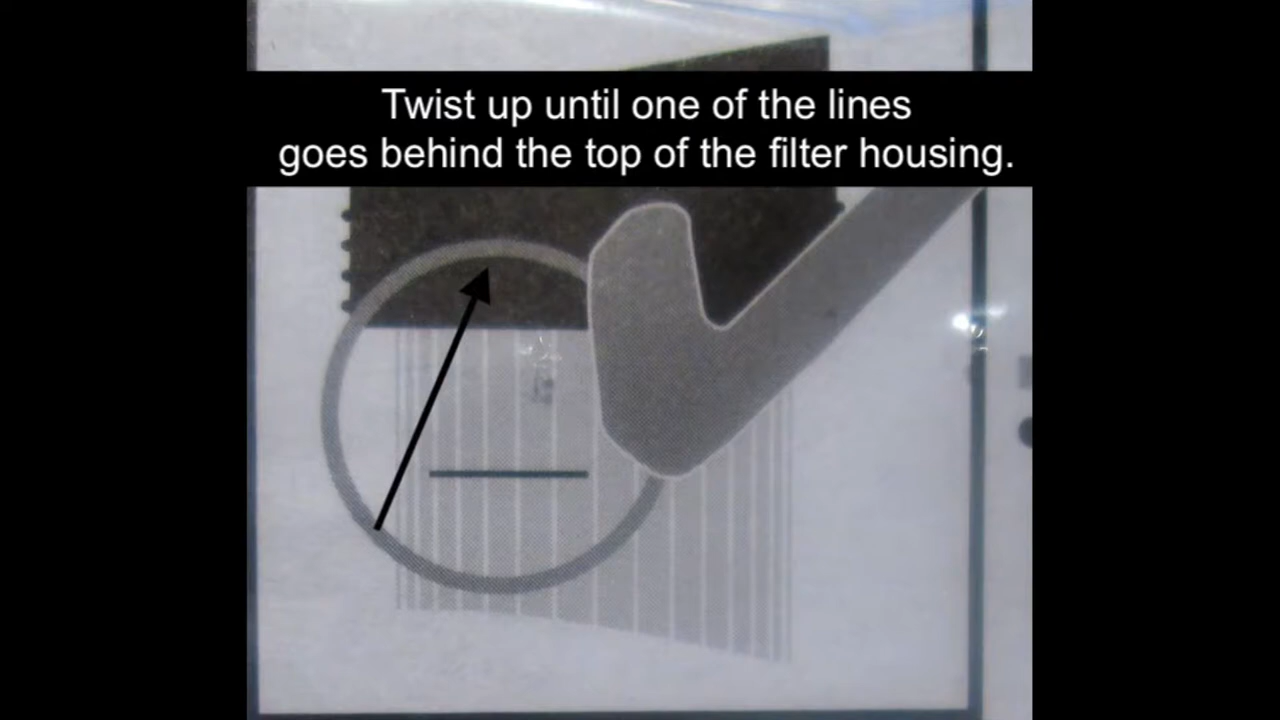 Twist up until one of the lines
goes behind the top of the filter housing.